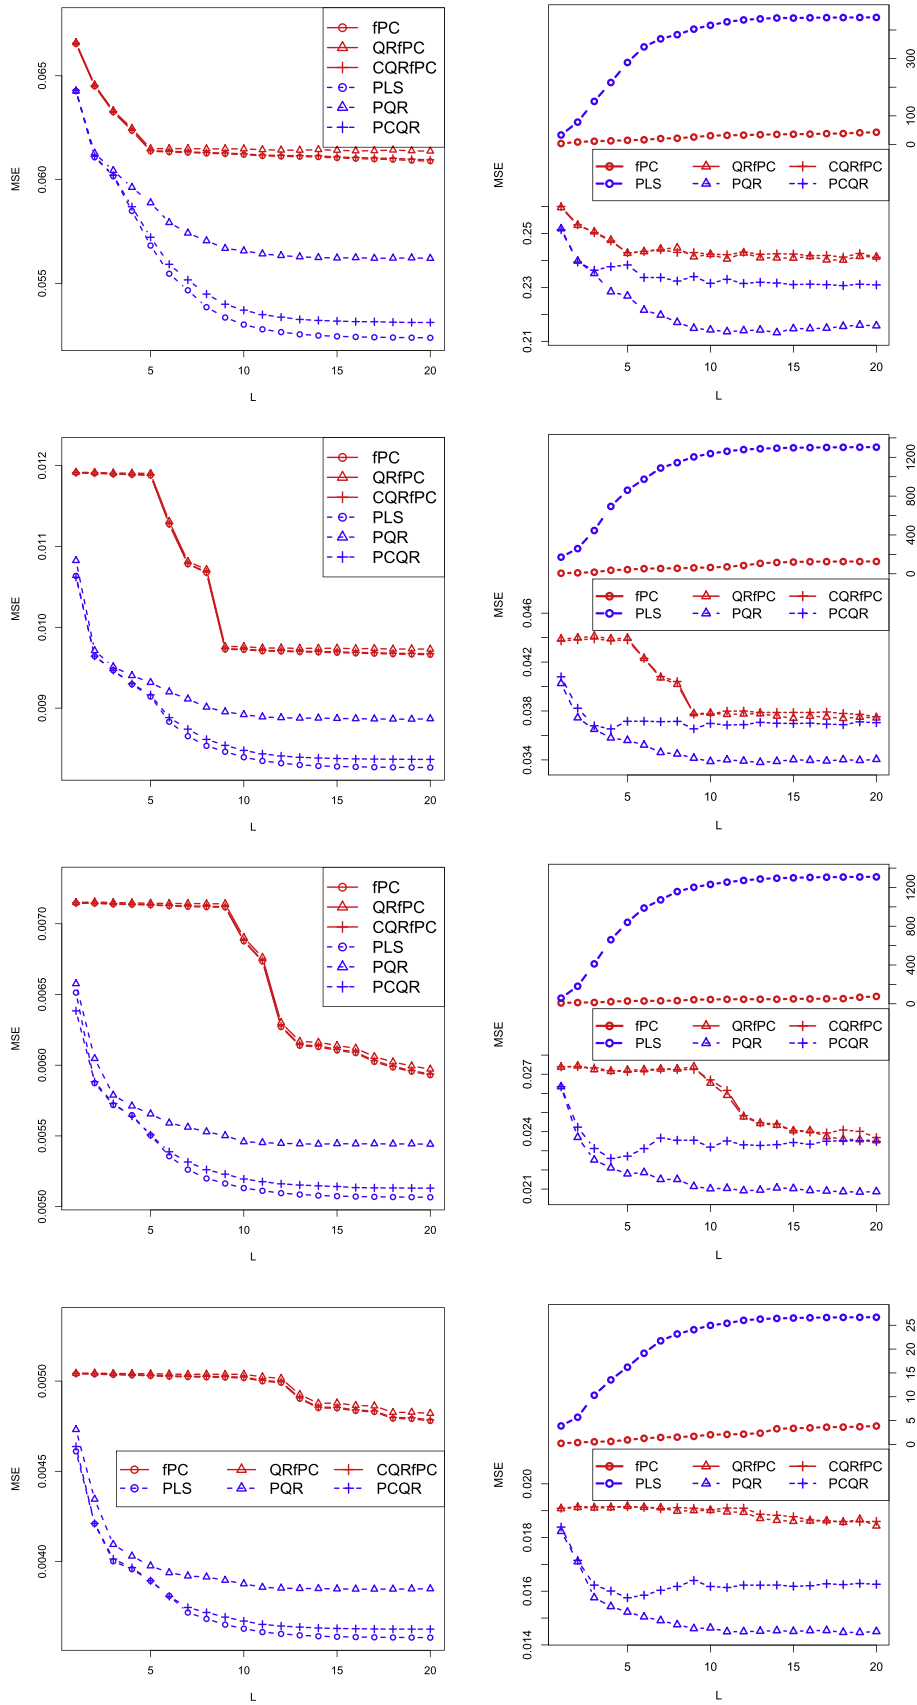 fPC
QRfPC
CQRfPC
PLS
PQR
PCQR
MSE
0.065
0.060
0.055
5 10 15 20
L
300
100
0
fPC QRfPC CQRfPC
PLS PQR PCQR
MSE
0.25
0.23
0.21
5 10 15 20
L
fPC
QRfPC
CQRfPC
PLS
PQR
PCQR
MSE
0.012
0.011
0.010
0.009
5 10 15 20
L
1200
800
400
0
fPC QRfPC CQRfPC
PLS PQR PCQR
MSE
0.046
0.042
0.038
0.034
5 10 15 20
L
fPC
QRfPC
CQRfPC
PLS
PQR
PCQR
MSE
0.0070
0.0065
0.0060
0.0055
0.0050
5 10 15 20
L
1200
800
400
0
fPC QRfPC CQRfPC
PLS PQR PCQR
MSE
0.027
0.024
0.021
5 10 15 20
L
MSE
0.0050
0.0045
0.0040
fPC QRfPC CQRfPC
PLS PQR PCQR
5 10 15 20
L
25
20
15
10
5
0
fPC QRfPC CQRfPC
PLS PQR PCQR
MSE
0.020
0.018
0.016
0.014
5 10 15 20
L